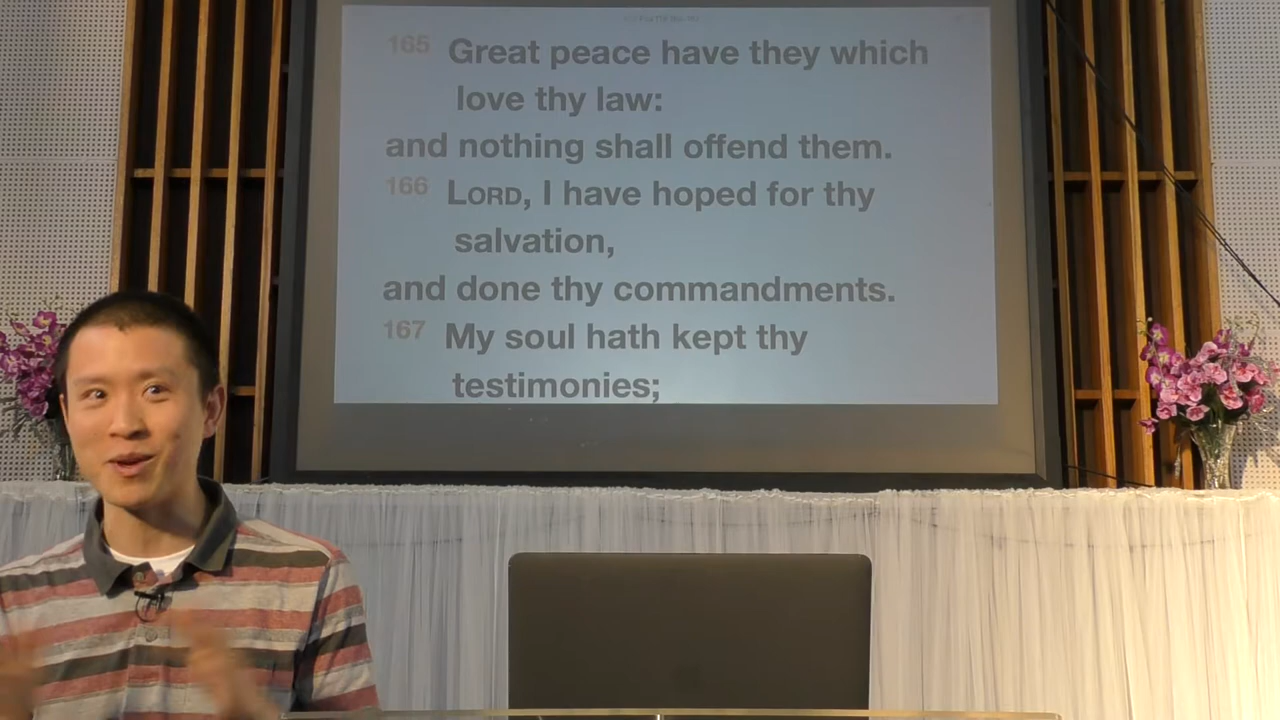 165 Great peace have they which
love thy law:
and nothing shall offend them.
166 LORD, I have hoped for thy
salvation,
and done thy commandments.
167 My soul hath kept thy
testimonies;